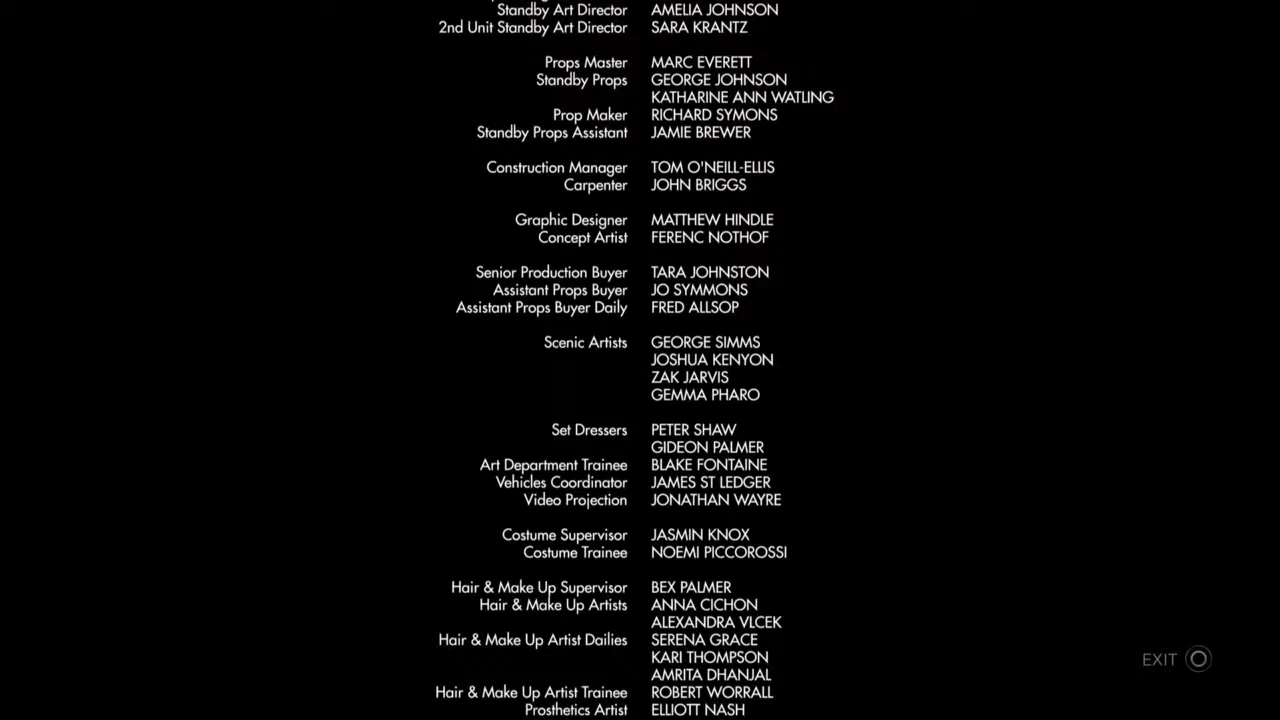 Standby Art Director AMELIA JOHNSON
2nd Unit Standby Art Director SARA KRANTZ
Props Master MARC EVERETT
Standby Props GEORGE JOHNSON
KATHARINE ANN WATLING
Prop Maker RICHARD SYMONS
Standby Props Assistant JAMIE BREWER
Construction Manager TOM O'NEILL-ELLIS
Carpenter JOHN BRIGGS
Graphic Designer MATTHEW HINDLE
Concept Artist FERENC NOTHOF
Senior Production Buyer TARA JOHNSTON
Assistant Props Buyer JO SYMMONS
Assistant Props Buyer Daily FRED ALLSOP
Scenic Artists GEORGE SIMMS
JOSHUA KENYON
ZAK JARVIS
GEMMA PHARO
Set Dressers PETER SHAW
GIDEON PALMER
Art Department Trainee BLAKE FONTAINE
Vehicles Coordinator JAMES ST LEDGER
Video Projection JONATHAN WAYRE
Costume Supervisor JASMIN KNOX
Costume Trainee NOEMI PICCOROSSI
Hair & Make Up Supervisor BEX PALMER
Hair & Make Up Artists ANNA CICHON
ALEXANDRA VLCEK
Hair & Make Up Artist Dailies SERENA GRACE
KARI THOMPSON
EXIT
AMRITA DHANJAL
Hair & Make Up Artist Trainee ROBERT WORRALL
Prosthetics Artist ELLIOTT NASH